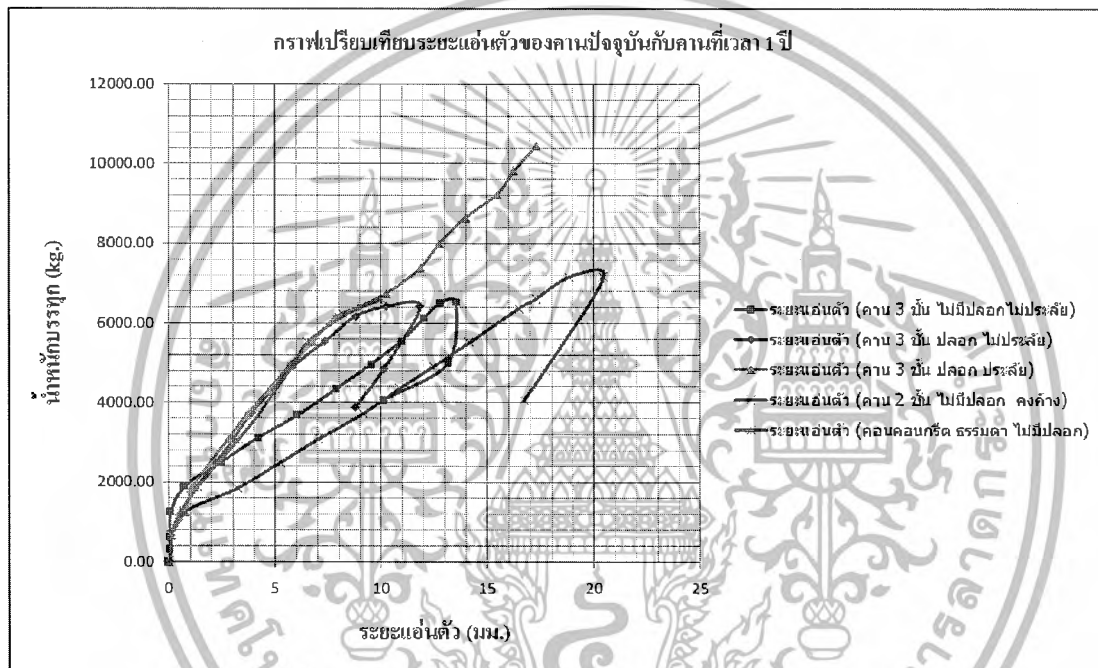 กราฟเปรียบเทียบระยะแอ่นตัวของคานปัจจุบันกับคานที่เวลา 1 ปี
น้ำหนักบรรทุก (kg.)
12000.00
10000.00
8000.00
6000.00
4000.00
2000.00
0.00
0 5 10 15 20 25
ระยะแอ่นตัว (มม.)
ระยะแอ่นตัว (คาน 3 ชั้น ไม่มีปลอกไม่ประลัย)
ระยะแอ่นตัว (คาน 3 ชั้น ปลอก ไม่ประลัย)
ระยะแอ่นตัว (คาน 3 ชั้น ปลอก ประลัย)
ระยะแอ่นตัว (คาน 2 ชั้น ไม่มีปลอก คงค้าง)
ระยะแอ่นตัว (คอนคอนกรีต ธรรมดา ไม่มีปลอก)